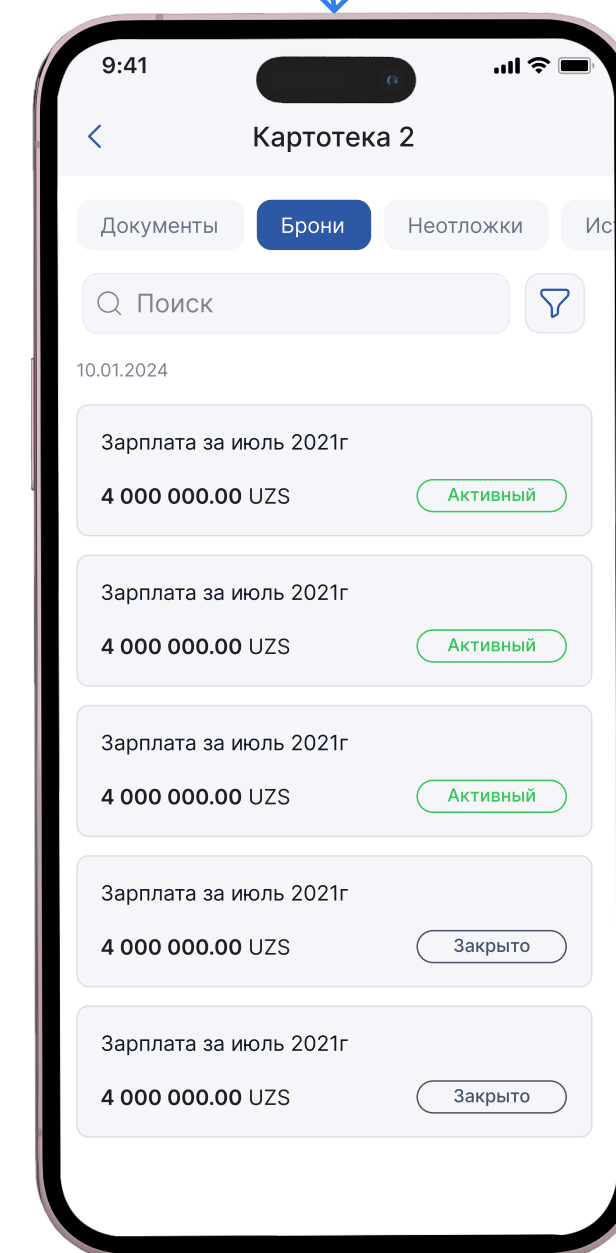 9:41
Картотека 2
Документы
Брони
Неотложки
Поиск
10.01.2024
Зарплата за июль 2021г
4 000 000.00 UZS
Активный
Зарплата за июль 2021г
4 000 000.00 UZS
Активный
Зарплата за июль 2021г
4 000 000.00 UZS
Активный
Зарплата за июль 2021г
4 000 000.00 UZS
Закрыто
Зарплата за июль 2021г
4 000 000.00 UZS
Закрыто